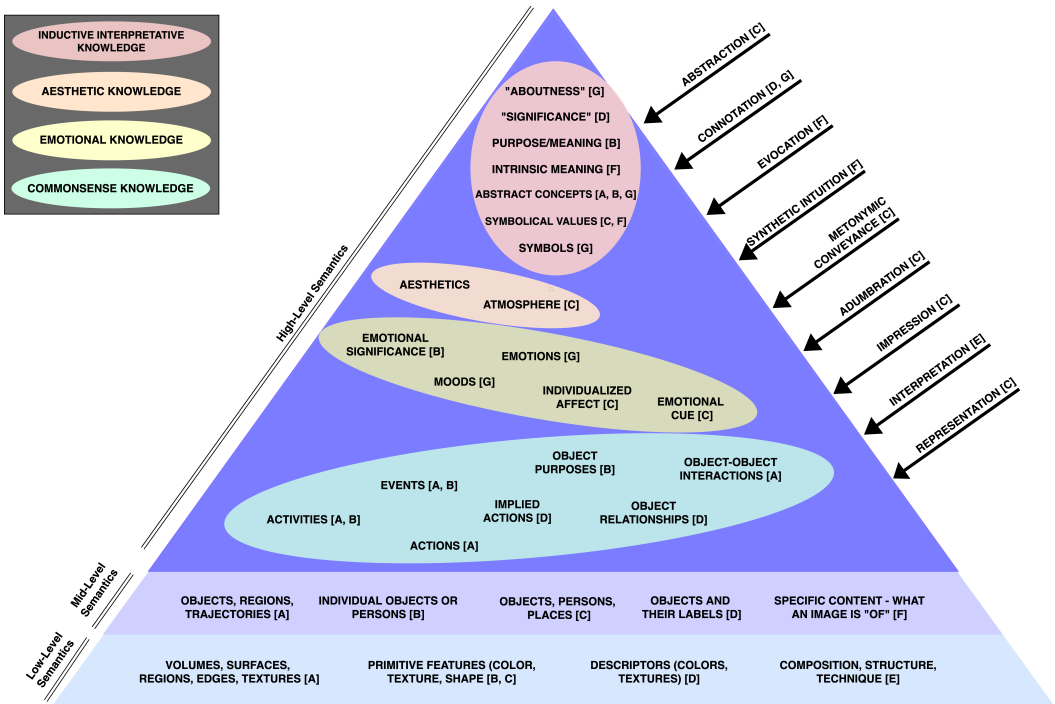 INDUCTIVE INTERPRETATIVE
KNOWLEDGE
AESTHETIC KNOWLEDGE
EMOTIONAL KNOWLEDGE
COMMONSENSE KNOWLEDGE
High-Level Semantics
Mid-Level
Semantics
Low-Level
Semantics
"ABOUTNESS" [G]
"SIGNIFICANCE" [D]
PURPOSE/MEANING [B]
INTRINSIC MEANING [F]
ABSTRACT CONCEPTS [A, B, G]
SYMBOLICAL VALUES [C, F]
SYMBOLS [G]
AESTHETICS
ATMOSPHERE [C]
EMOTIONAL
SIGNIFICANCE [B]
EMOTIONS [G]
MOODS [G]
INDIVIDUALIZED
AFFECT [C]
EMOTIONAL
CUE [C]
OBJECT
PURPOSES [B]
OBJECT-OBJECT
INTERACTIONS [A]
EVENTS [A, B]
IMPLIED
ACTIONS [D]
OBJECT
RELATIONSHIPS [D]
ACTIVITIES [A, B]
ACTIONS [A]
OBJECTS, REGIONS,
TRAJECTORIES [A]
INDIVIDUAL OBJECTS OR
PERSONS [B]
OBJECTS, PERSONS,
PLACES [C]
OBJECTS AND
THEIR LABELS [D]
SPECIFIC CONTENT - WHAT
AN IMAGE IS "OF" [F]
VOLUMES, SURFACES,
REGIONS, EDGES, TEXTURES [A]
PRIMITIVE FEATURES (COLOR,
TEXTURE, SHAPE [B, C]
DESCRIPTORS (COLORS,
TEXTURES) [D]
COMPOSITION, STRUCTURE,
TECHNIQUE [E]
ABSTRACTION [C]
CONNOTATION [D, G]
EVOCATION [F]
SYNTHETIC INTUITION [F]
METONYMIC
CONVEYANCE [C]
ADUMBRATION [C]
IMPRESSION [C]
INTERPRETATION [E]
REPRESENTATION [C]